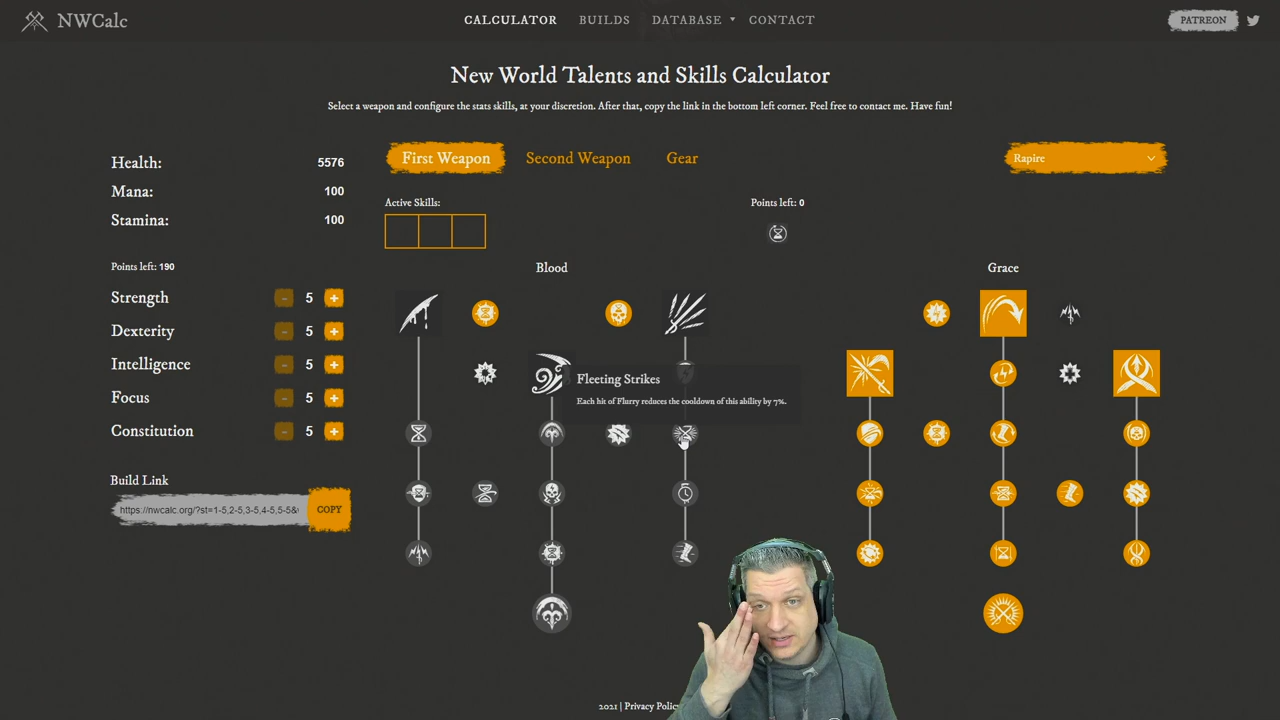 NWCalc
CALCULATOR
BUILDS
DATABASE
CONTACT
PATREON
New World Talents and Skills Calculator
Select a weapon and configure the stats skills, at your discretion. After that, copy the link in the bottom left corner. Feel free to contact me. Have fun!
Health: 5576
Mana: 100
Stamina: 100
Points left: 190
Strength - 5 +
Dexterity - 5 +
Intelligence - 5 +
Focus - 5 +
Constitution - 5 +
Build Link
https://nwcalc.org/?st=1-5,2-5,3-5,4-5,5-5&
COPY
First Weapon
Second Weapon
Gear
Rapire
Active Skills:
Points left: 0
Blood
Grace
Fleeting Strikes
Each hit of Flurry reduces the cooldown of this ability by 7%.
2021 | Privacy Policy